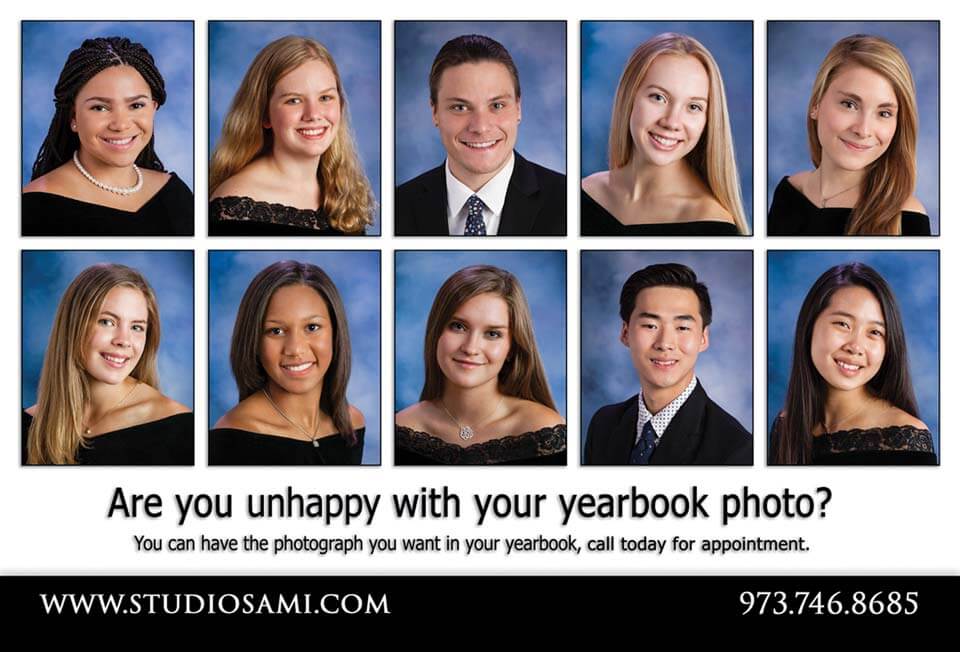 Are you unhappy with your yearbook photo?
You can have the photograph you want in your yearbook, call today for appointment.
WWW.STUDIOSAMI.COM
973.746.8685